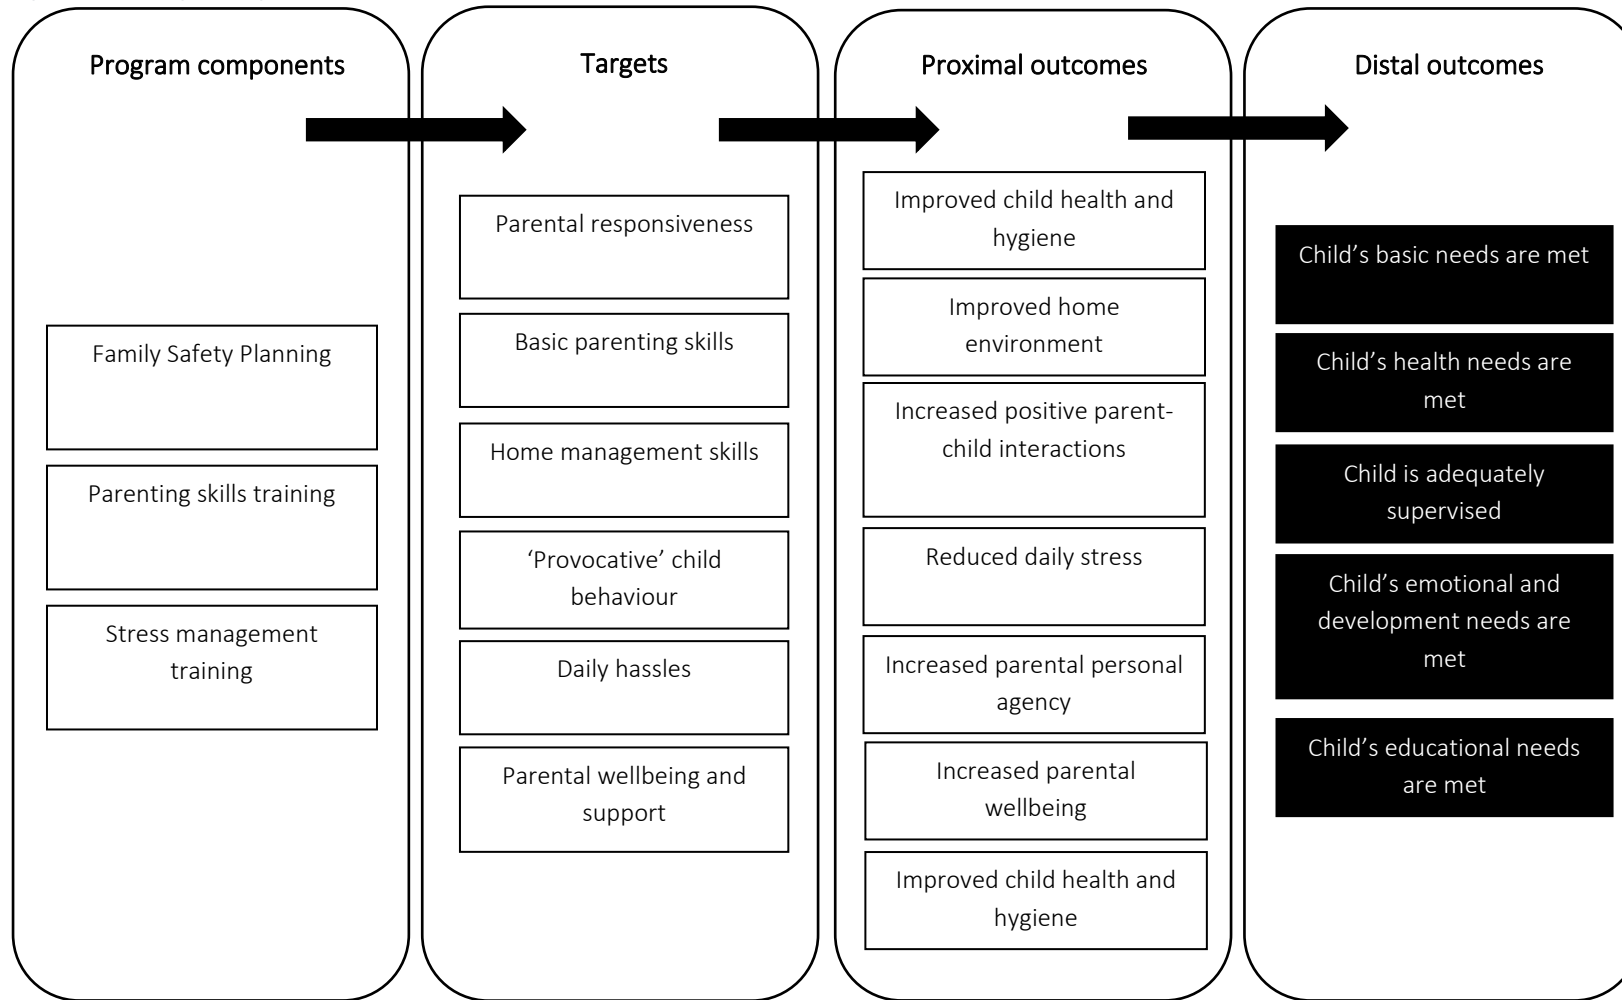 Program components
Family Safety Planning
Parenting skills training
Stress management
training
Targets
Parental responsiveness
Basic parenting skills
Home management skills
‘Provocative’ child
behaviour
Daily hassles
Parental wellbeing and
support
Proximal outcomes
Improved child health and
hygiene
Improved home
environment
Increased positive parent-
child interactions
Reduced daily stress
Increased parental personal
agency
Increased parental
wellbeing
Improved child health and
hygiene
Distal outcomes
Child’s basic needs are met
Child’s health needs are
met
Child is adequately
supervised
Child’s emotional and
development needs are
met
Child’s educational needs
are met